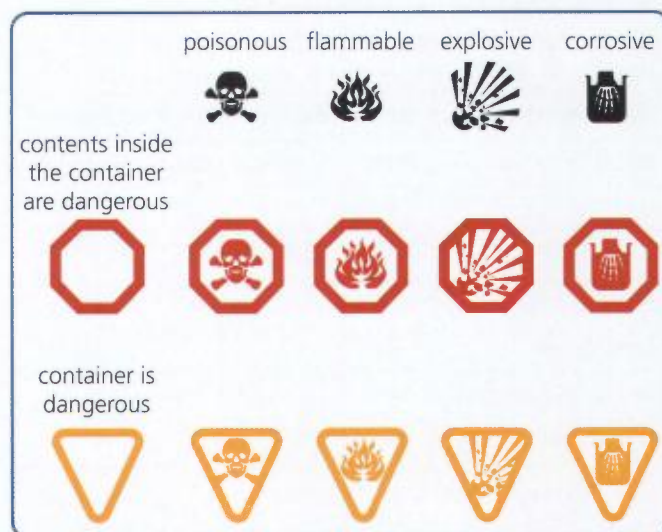 poisonous flammable explosive corrosive
contents inside
the container
are dangerous
container is
dangerous